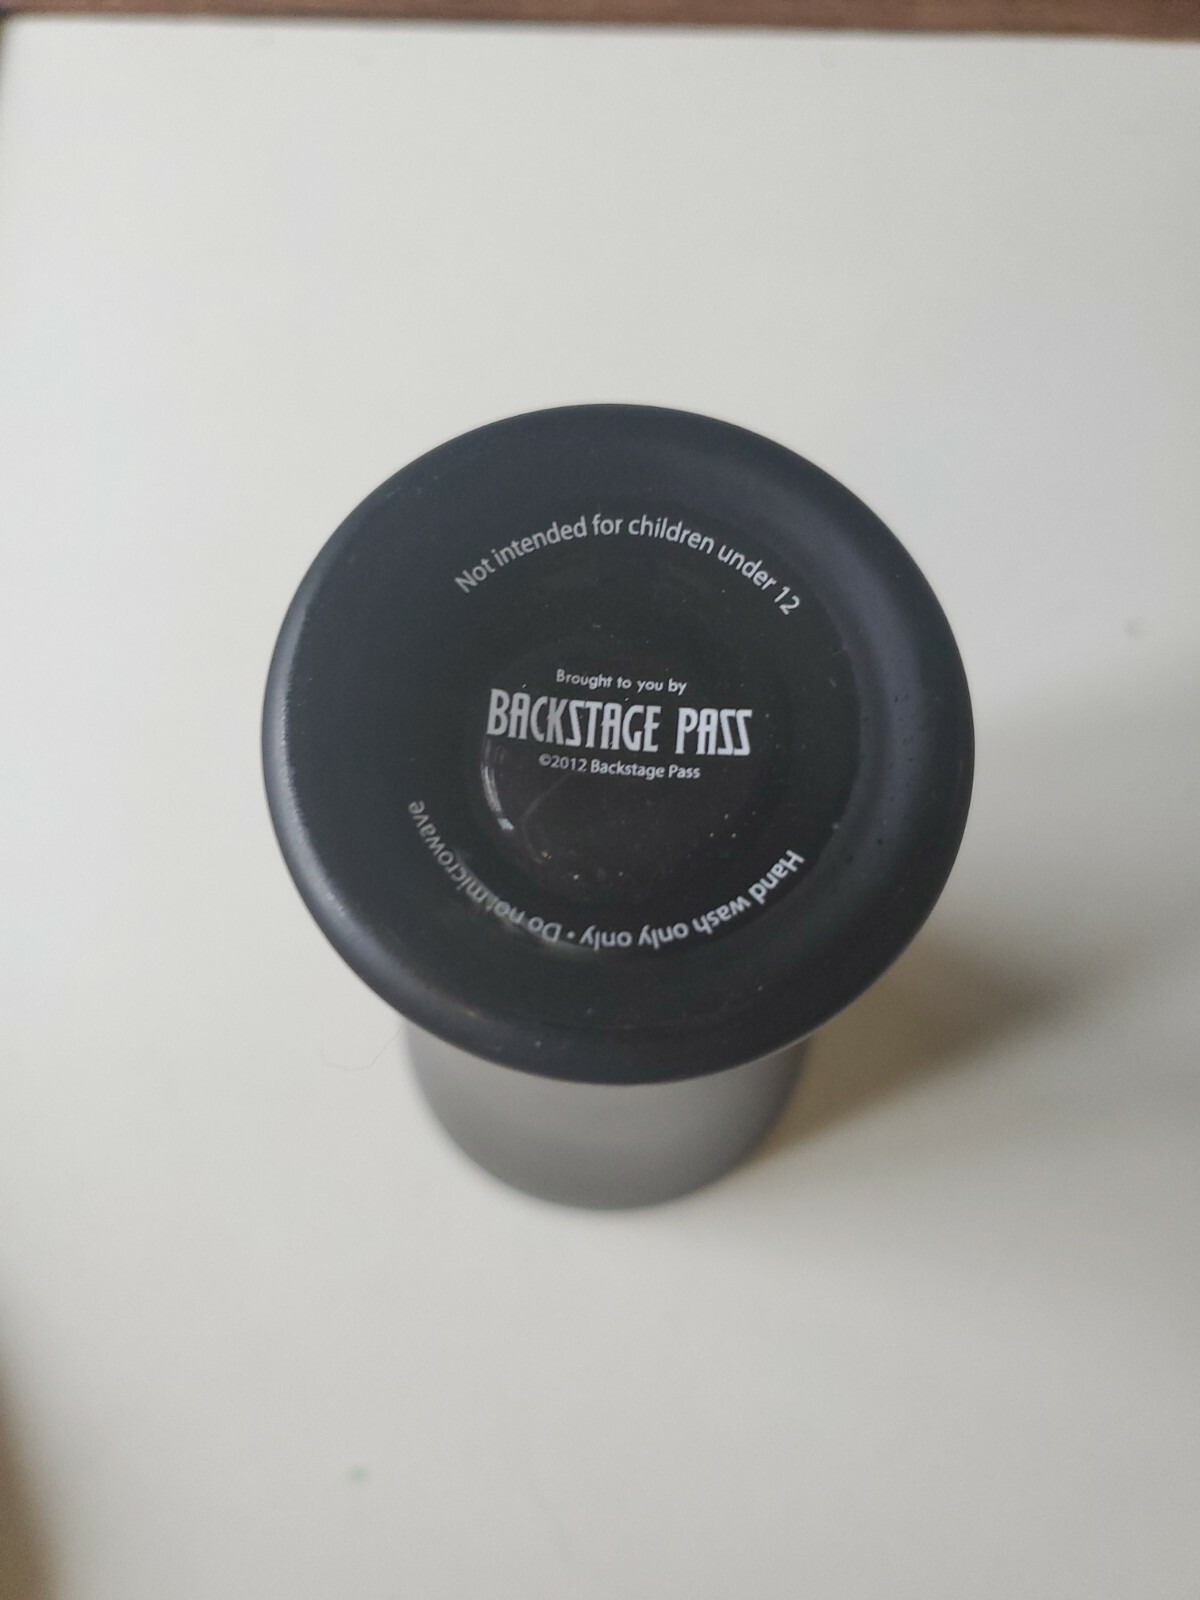 Not intended for children under 12
Brought to you by
BACKSTAGE PASS
©2012 Backstage Pass
Hand wash only only • Do not microwave